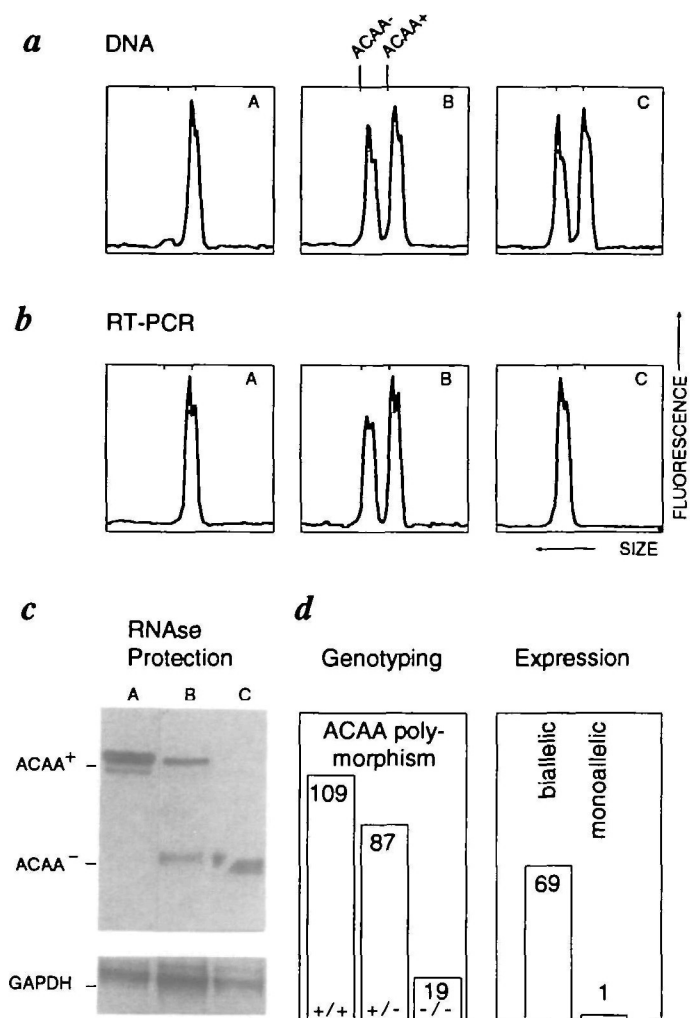 a DNA
ACAA-
ACAA+
A
B
C
b RT-PCR
A
B
C
FLUORESCENCE
SIZE
c
RNAse
Protection
A B C
ACAA+
ACAA-
GAPDH
d
Genotyping
ACAA poly-
morphism
109
87
19
+/+ +/- -/-
Expression
biallelic
monoallelic
69
1